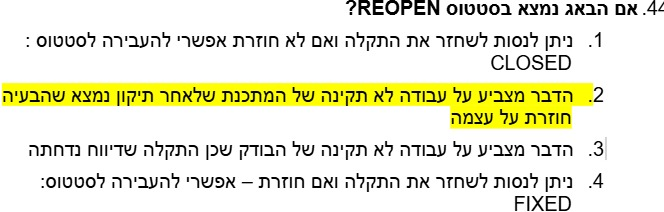 44. אם הבאג נמצא בסטטוס REOPEN?
1. ניתן לנסות לשחזר את התקלה ואם לא חוזרת אפשרי להעבירה לסטטוס :
CLOSED
2. הדבר מצביע על עבודה לא תקינה של המתכנת שלאחר תיקון נמצא שהבעיה
חוזרת על עצמה
3. הדבר מצביע על עבודה לא תקינה של הבודק שכן התקלה שדיווח נדחתה
4. ניתן לנסות לשחזר את התקלה ואם חוזרת – אפשרי להעבירה לסטטוס:
FIXED